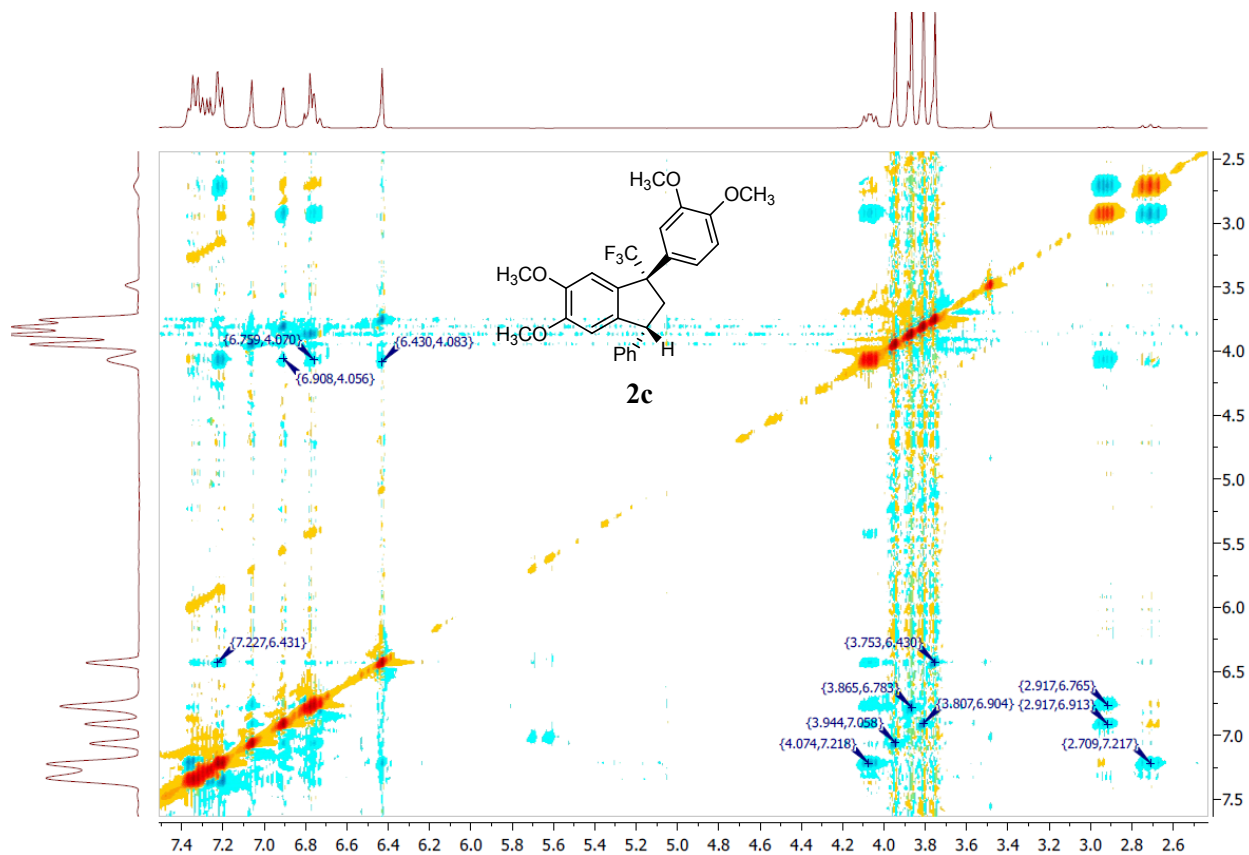 2.5
3.0
3.5
4.0
4.5
5.0
5.5
6.0
6.5
7.0
7.5
OCH3
H3CO
F3C
H3CO
H3CO
Ph
H
2c
{6.759,4.070}
{6.430,4.083}
{6.908,4.056}
{7.227,6.431}
{3.753,6.430}
{3.865,6.783}
{2.917,6.765}
{3.807,6.904}
{2.917,6.913}
{3.944,7.058}
{4.074,7.218}
{2.709,7.217}
7.4 7.2 7.0 6.8 6.6 6.4 6.2 6.0 5.8 5.6 5.4 5.2 5.0 4.8 4.6 4.4 4.2 4.0 3.8 3.6 3.4 3.2 3.0 2.8 2.6